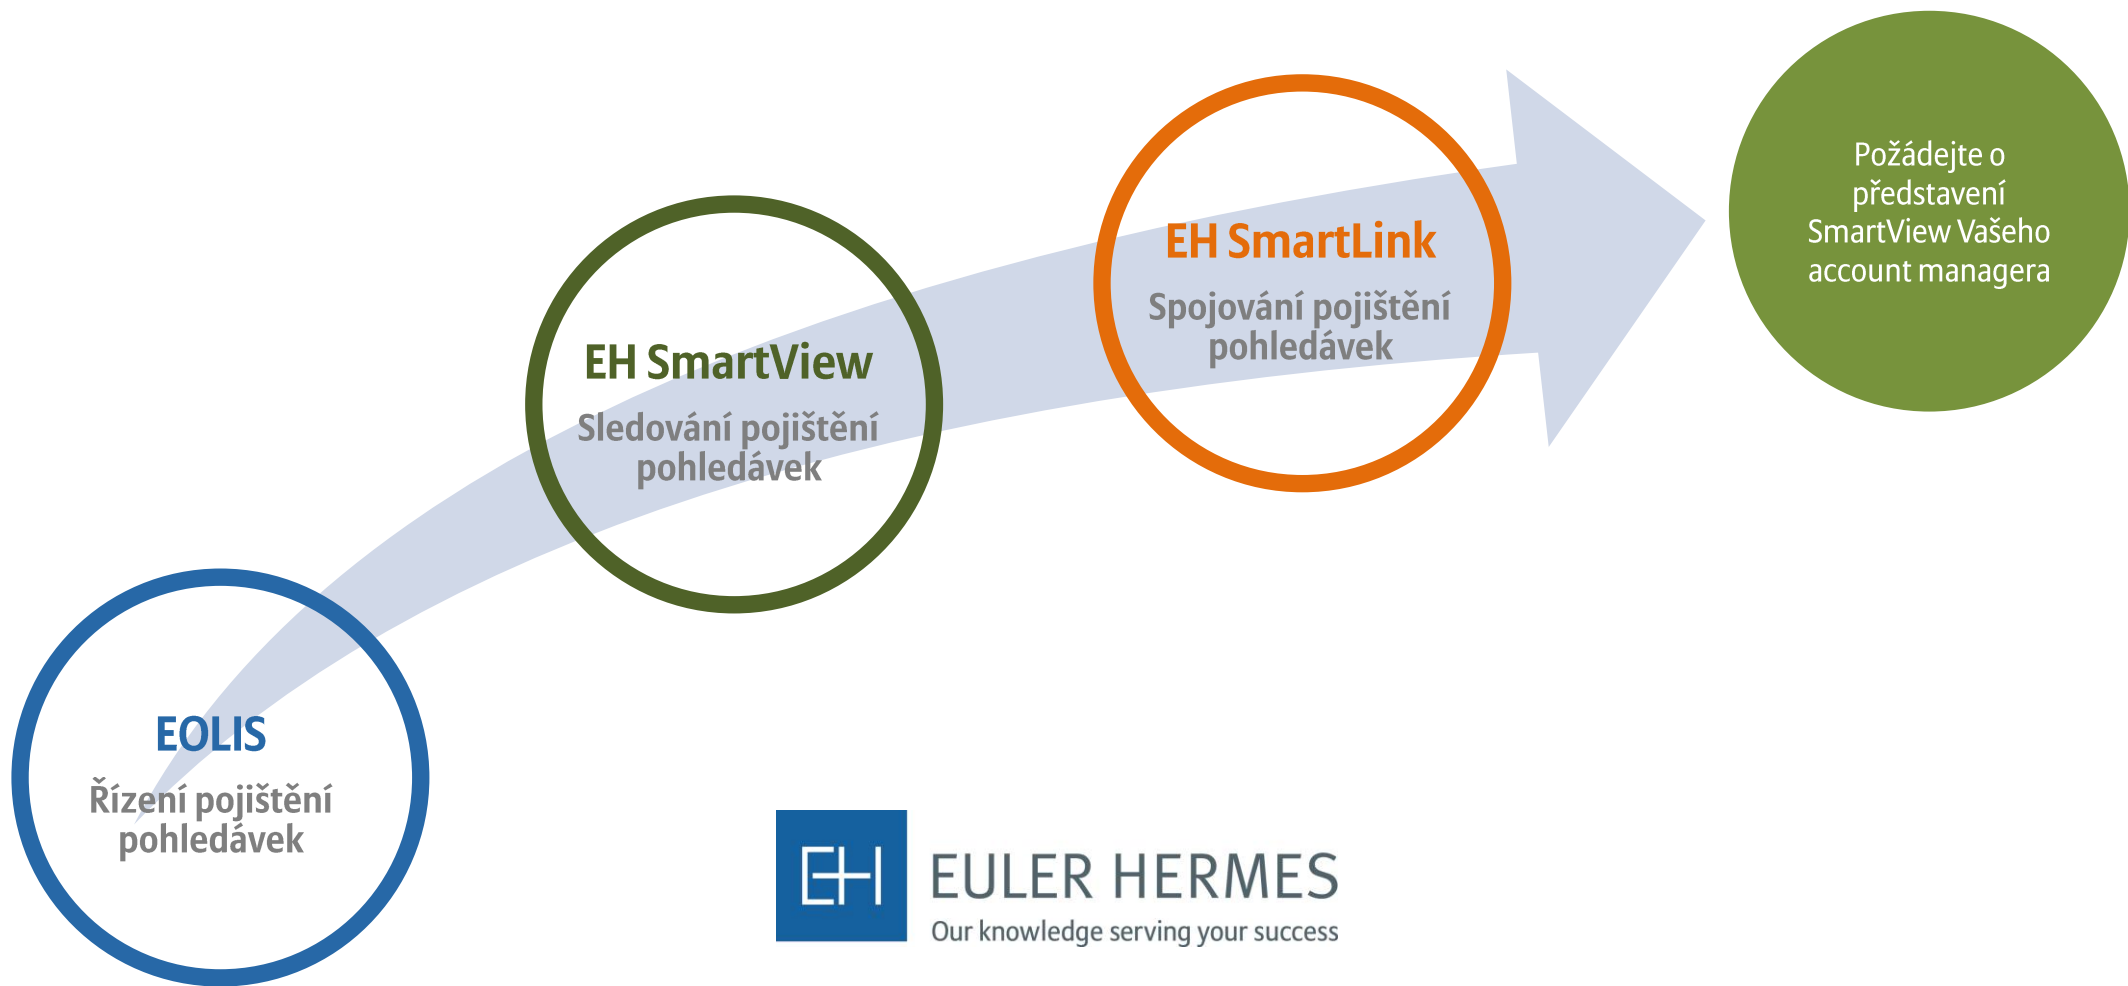 EOLIS
Řízení pojištění
pohledávek
EH SmartView
Sledování pojištění
pohledávek
EH SmartLink
Spojování pojištění
pohledávek
Požádejte o
představení
SmartView Vašeho
account managera
EH
EULER HERMES
Our knowledge serving your success